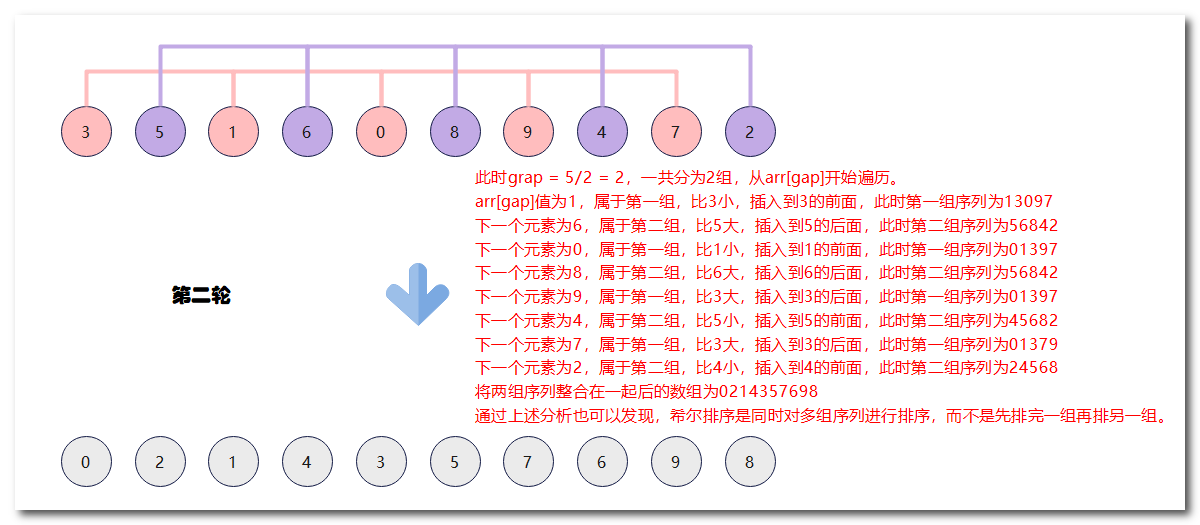 3 5 1 6 0 8 9 4 7 2
此时grap = 5/2 = 2，一共分为2组，从arr[gap]开始遍历。
arr[gap]值为1，属于第一组，比3小，插入到3的前面，此时第一组序列为13097
下一个元素为6，属于第二组，比5大，插入到5的后面，此时第二组序列为56842
下一个元素为0，属于第一组，比1小，插入到1的前面，此时第一组序列为01397
下一个元素为8，属于第二组，比6大，插入到6的后面，此时第二组序列为56842
下一个元素为9，属于第一组，比3大，插入到3的后面，此时第一组序列为01397
下一个元素为4，属于第二组，比5小，插入到5的前面，此时第二组序列为45682
下一个元素为7，属于第一组，比3大，插入到3的后面，此时第一组序列为01379
下一个元素为2，属于第二组，比4小，插入到4的前面，此时第二组序列为24568
将两组序列整合在一起后的数组为0214357698
通过上述分析也可以发现，希尔排序是同时对多组序列进行排序，而不是先排完一组再排另一组。
第二轮
0 2 1 4 3 5 7 6 9 8